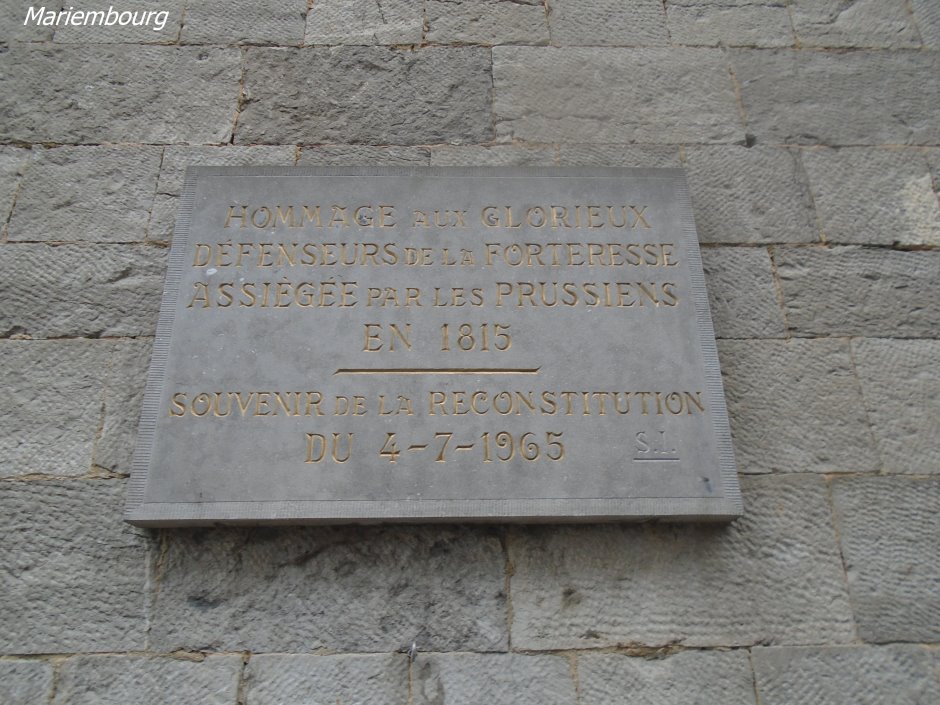 Mariembourg
HOMMAGE AUX GLORIEUX
DÉFENSEURS DE LA FORTERESSE
ASSIÈGÉE PAR LES PRUSSIENS
EN 1815
SOUVENIR DE LA RECONSTITUTION
DU 4-7-1965
S.I.